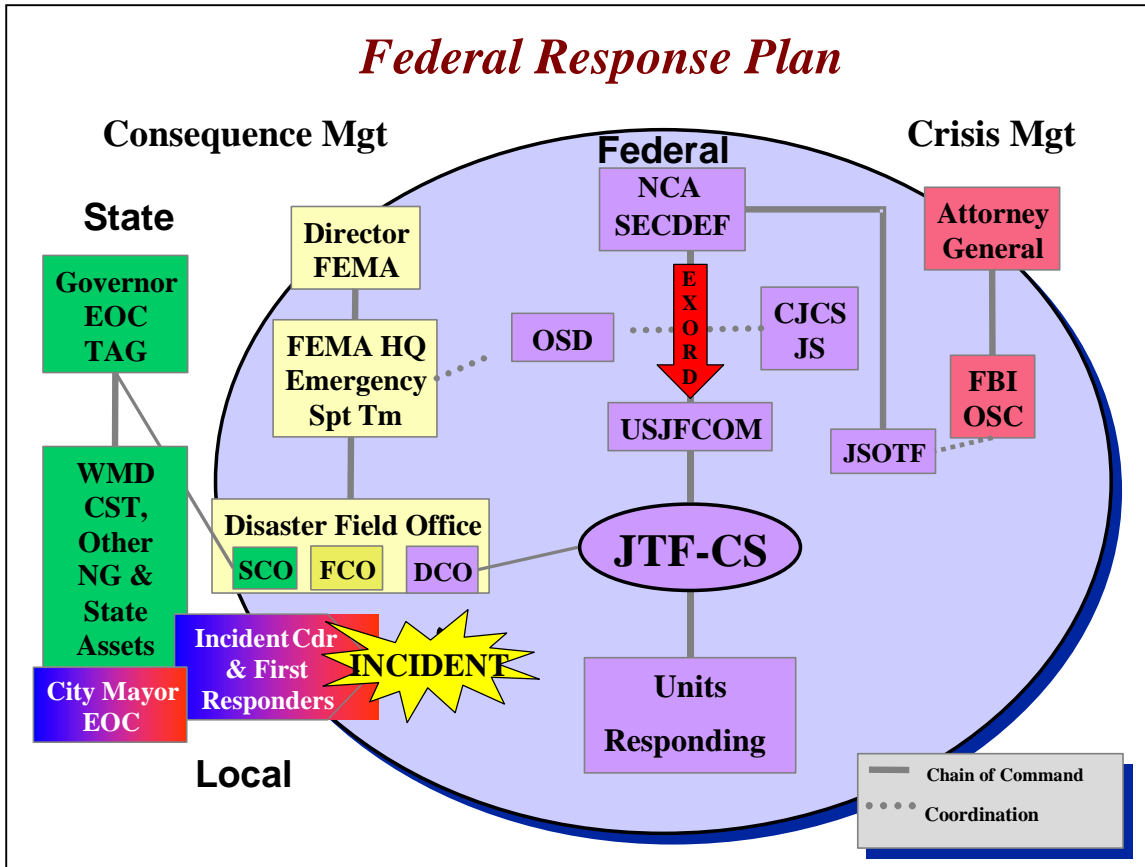 Federal Response Plan
Consequence Mgt
Federal
Crisis Mgt
State
Governor
EOC
TAG
WMD
CST,
Other
NG &
State
Assets
City Mayor
EOC
Local
Incident Cdr
& First
Responders
INCIDENT
Director
FEMA
FEMA HQ
Emergency
Spt Tm
Disaster Field Office
SCO
FCO
DCO
NCA
SECDEF
EXORD
OSD
CJCS
JS
USJFCOM
JTF-CS
Units
Responding
Attorney
General
FBI
OSC
JSOTF
Chain of Command
Coordination